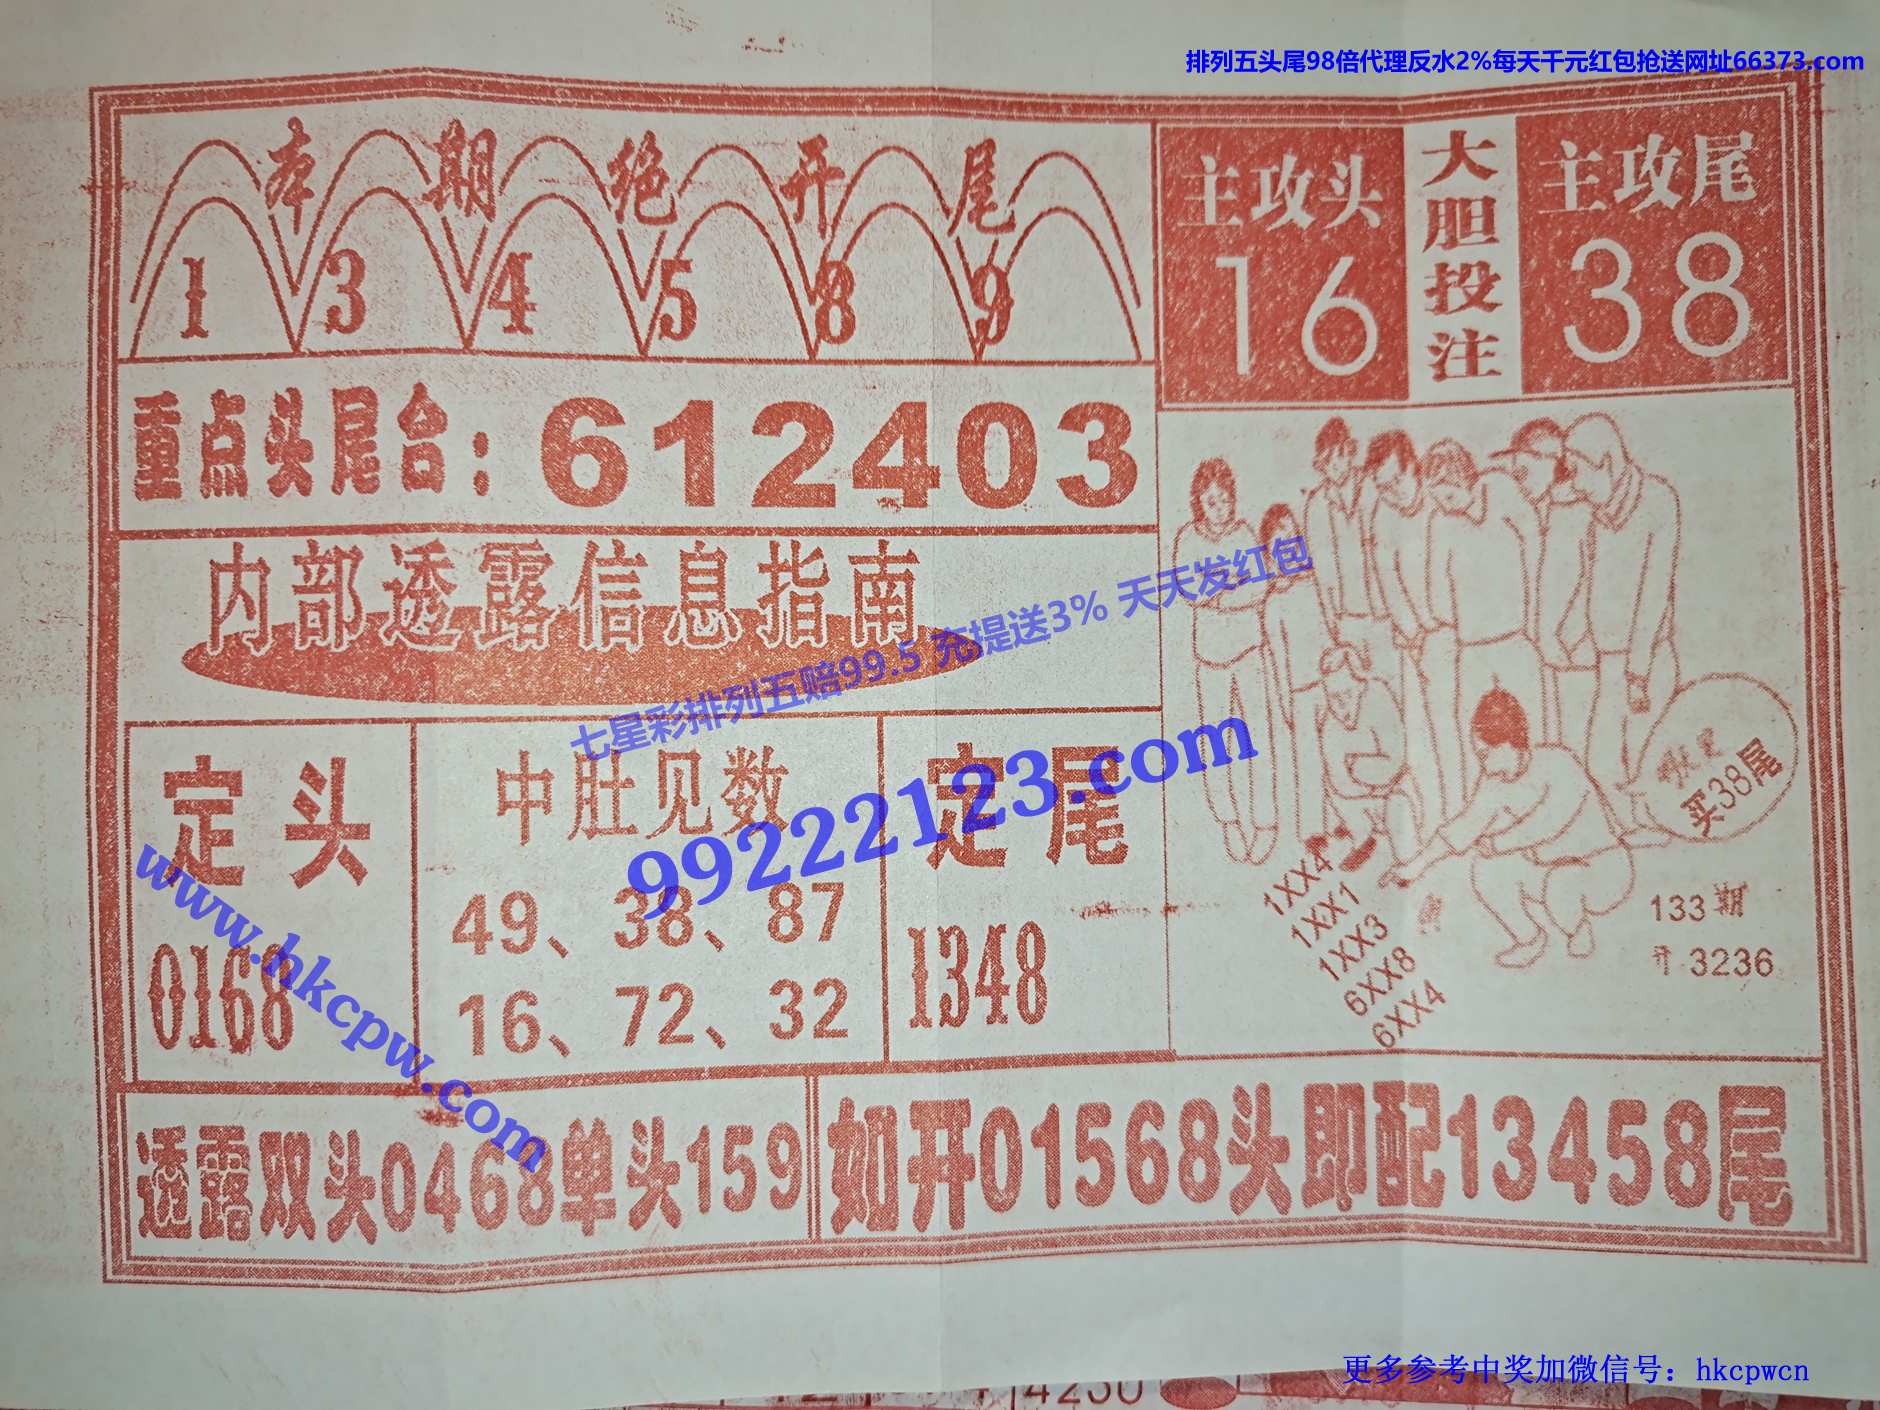 排列五头尾98倍代理反水2%每天千元红包抢送网址66373.com
本期绝开尾
1 3 4 5 8 9
主攻头
16
大胆投注
主攻尾
38
重点头尾台：612403
内部透露信息指南
七星彩排列五赔99.5 充提送3% 天天发红包
99222123.com
www.hkcpw.com
定头
0168
中肚见数
49、38、87
16、72、32
定尾
1348
买38尾
1XX4
1XX1
1XX3
6XX8
6XX4
133期
开3236
透露双头0468单头159
如开01568头即配13458尾
4230
更多参考中奖加微信号：hkcpwcn